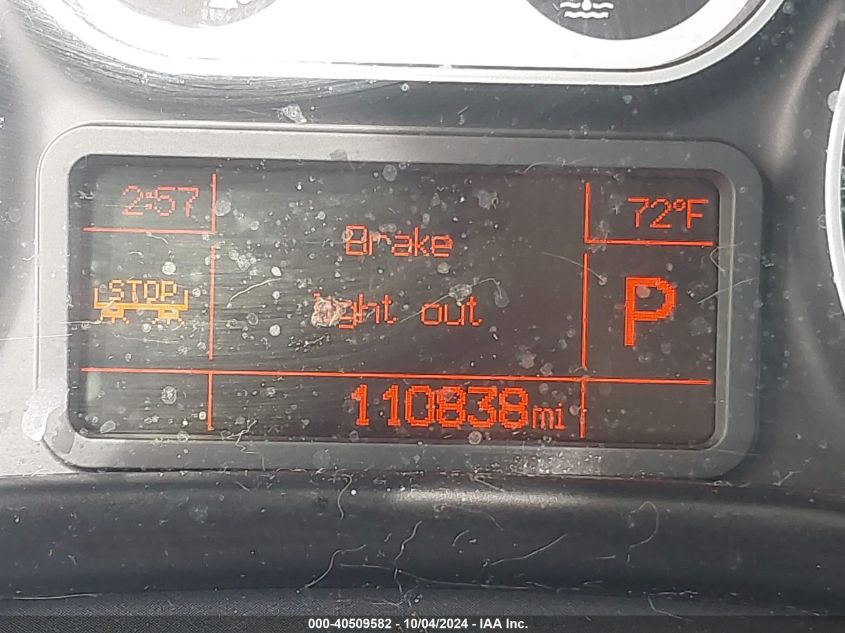 2:57
72°F
Brake
STOP
light out
P
110838mi
000-40509582 - 10/04/2024 - IAA Inc.